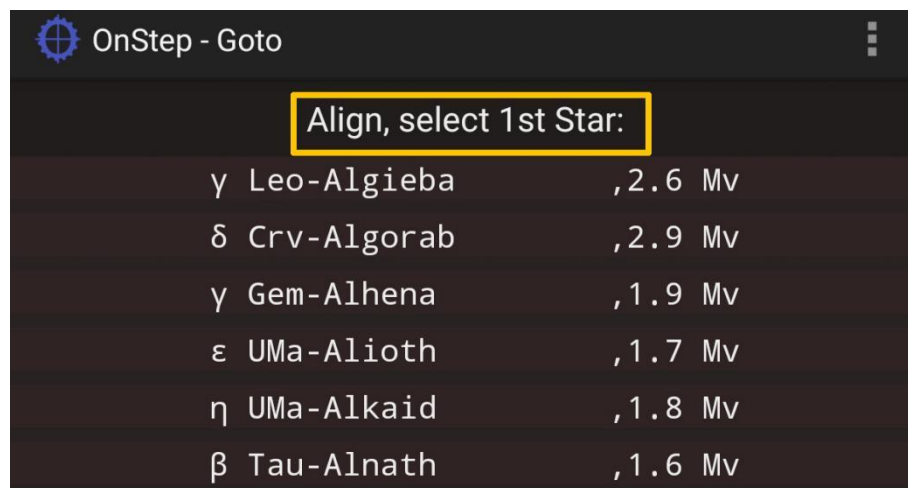 OnStep - Goto
Align, select 1st Star:
γ Leo-Algieba ,2.6 Mv
δ Crv-Algorab ,2.9 Mv
γ Gem-Alhena ,1.9 Mv
ε UMa-Alioth ,1.7 Mv
η UMa-Alkaid ,1.8 Mv
β Tau-Alnath ,1.6 Mv